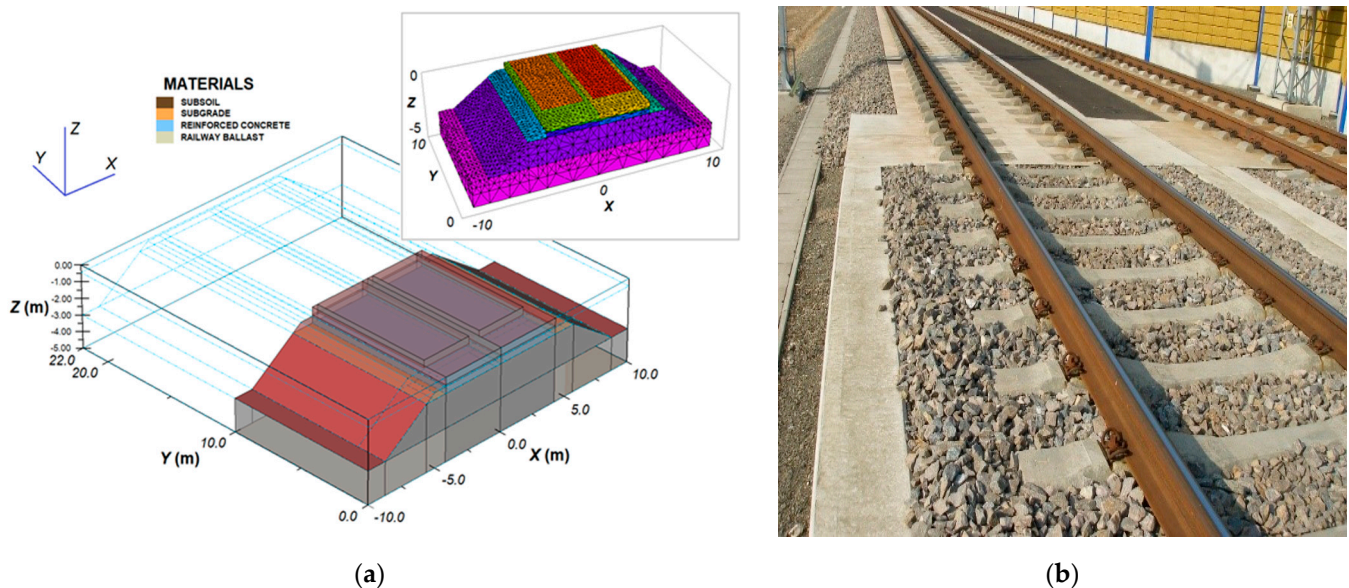 MATERIALS
SUBSOIL
SUBGRADE
REINFORCED CONCRETE
RAILWAY BALLAST
Z
Y
X
0
Z
-5
10
Y
0
-10
0
X
10
0.00
-1.00
-2.00
-3.00
-4.00
-5.00
Z (m)
22.0
20.0
10.0
Y (m)
0.0
-10.0
-5.0
0.0
X (m)
5.0
10.0
(a)
(b)